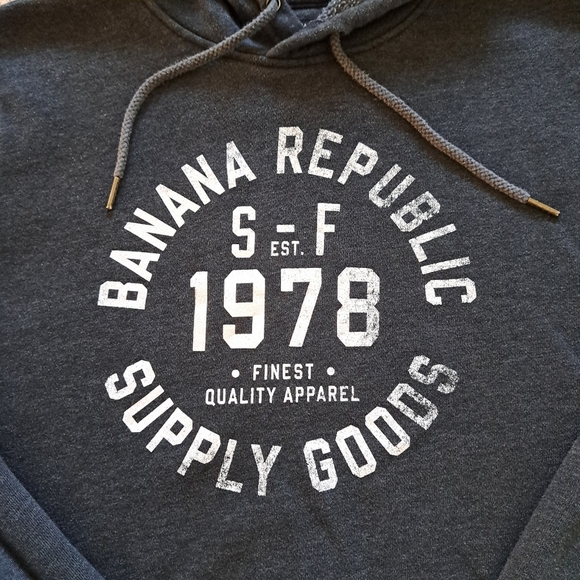 BANANA REPUBLIC
S - F
EST.
1978
• FINEST •
QUALITY APPAREL
SUPPLY GOODS